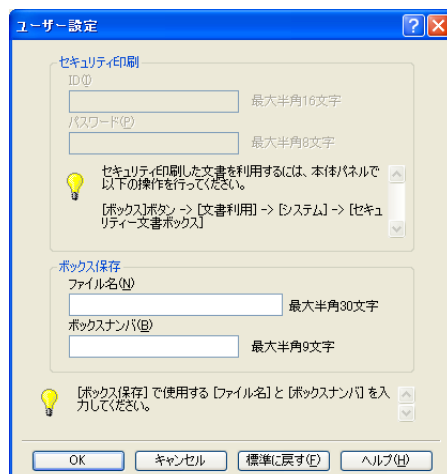 ユーザー設定
セキュリティ印刷
ID(I)
最大半角16文字
パスワード(P)
最大半角8文字
セキュリティ印刷した文書を利用するには、本体パネルで
以下の操作を行ってください。
[ボックス]ボタン -> [文書利用] -> [システム] -> [セキュ
リティー文書ボックス]
ボックス保存
ファイル名(N)
最大半角30文字
ボックスナンバ(B)
最大半角9文字
[ボックス保存] で使用する [ファイル名] と [ボックスナンバ] を入
力してください。
OK キャンセル 標準に戻す(F) ヘルプ(H)